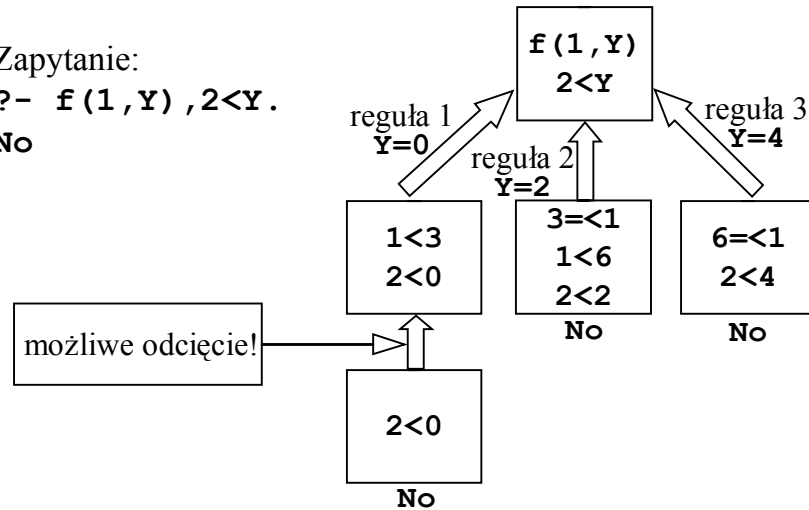 Zapytanie:
?- f(1,Y),2<Y.
No
f(1,Y)
2<Y
reguła 1
Y=0
reguła 2
Y=2
reguła 3
Y=4
1<3
2<0
3=<1
1<6
2<2
No
6=<1
2<4
No
możliwe odcięcie!
2<0
No